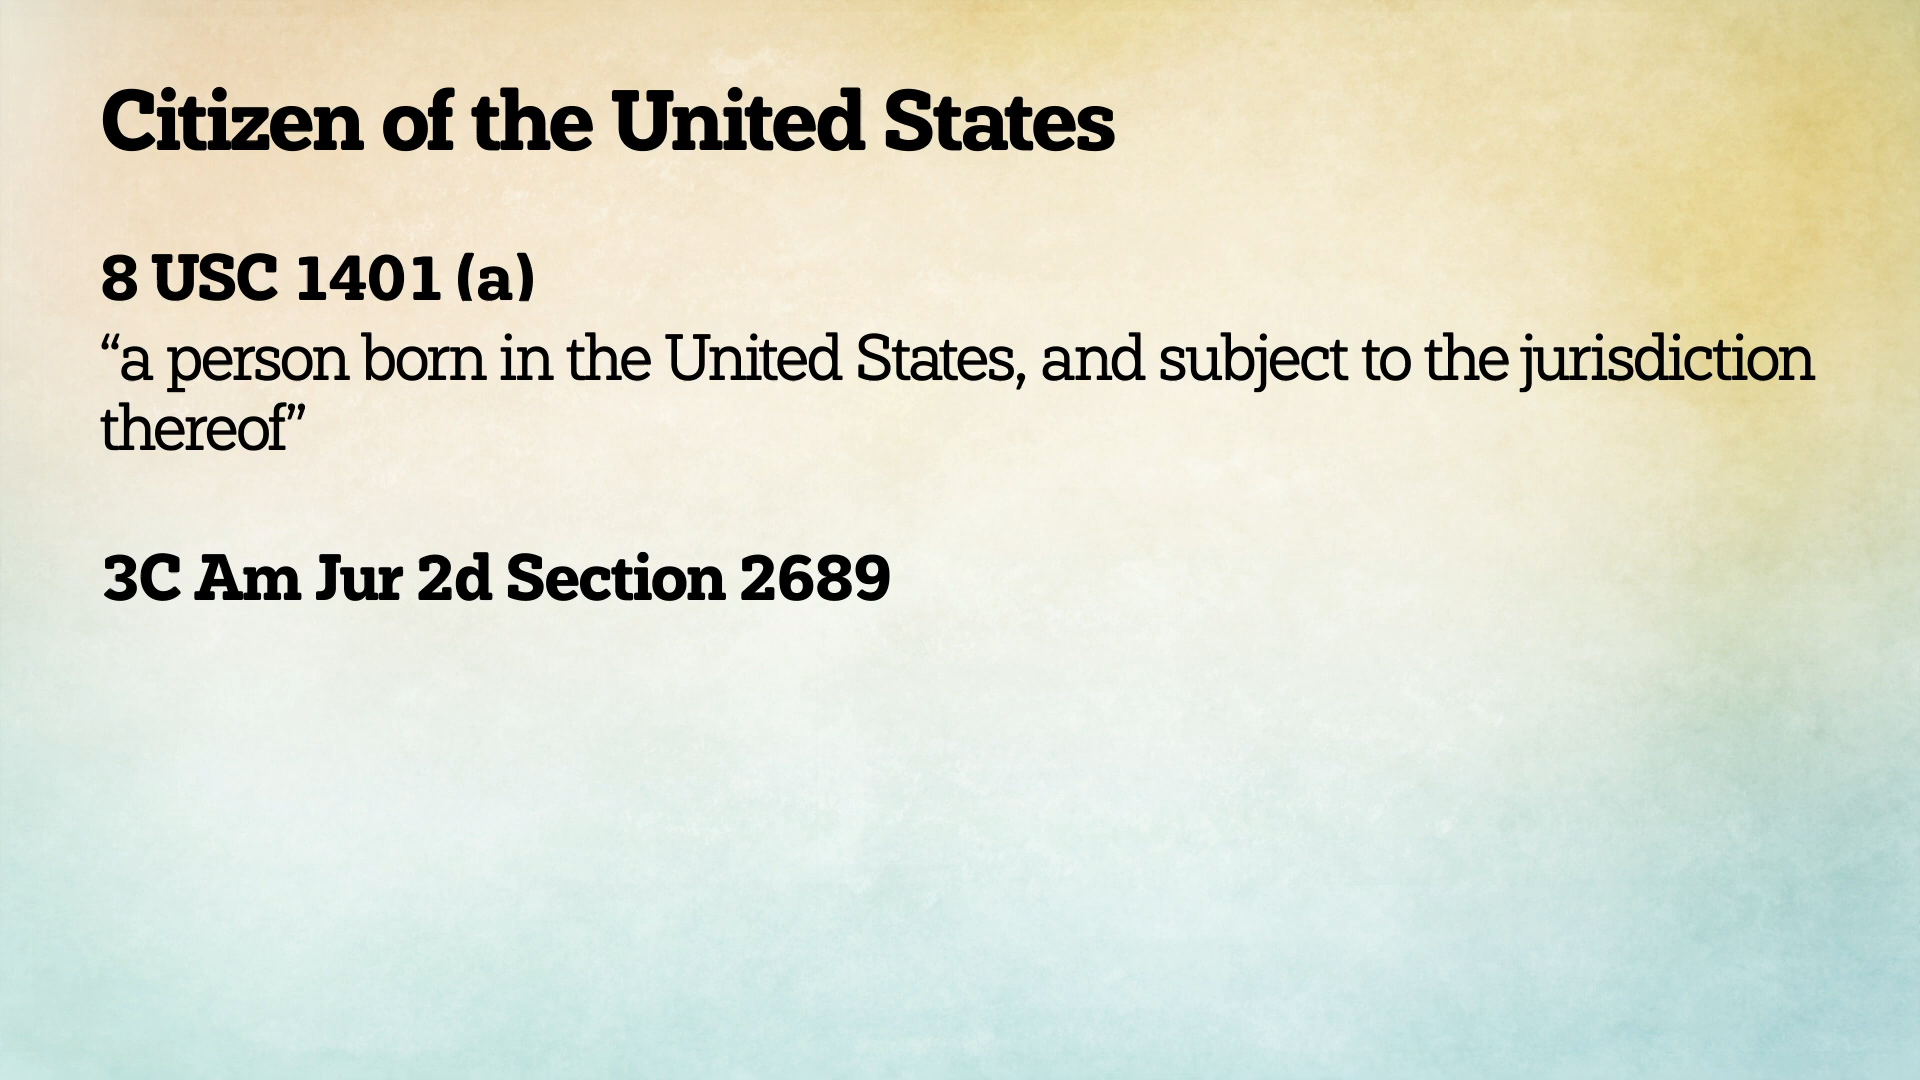 Citizen of the United States
8 USC 1401 (a)
“a person born in the United States, and subject to the jurisdiction
thereof”
3C Am Jur 2d Section 2689